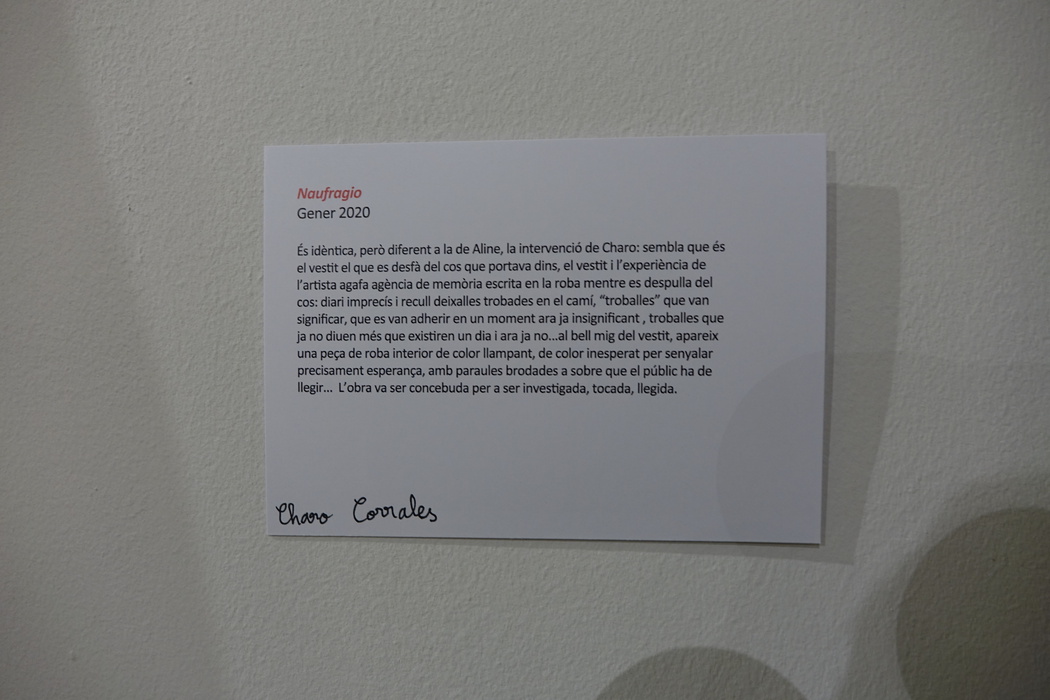 Naufragio
Gener 2020
És idèntica, però diferent a la de Aline, la intervenció de Charo: sembla que és
el vestit el que es desfà del cos que portava dins, el vestit i l'experiència de
l'artista agafa agència de memòria escrita en la roba mentre es despulla del
cos: diari imprecís i recull deixalles trobades en el camí, “troballes” que van
significar, que es van adherir en un moment ara ja insignificant , troballes que
ja no diuen més que existiren un dia i ara ja no...al bell mig del vestit, apareix
una peça de roba interior de color llampant, de color inesperat per senyalar
precisament esperança, amb paraules brodades a sobre que el públic ha de
llegir... L'obra va ser concebuda per a ser investigada, tocada, llegida.
Charo Corrales